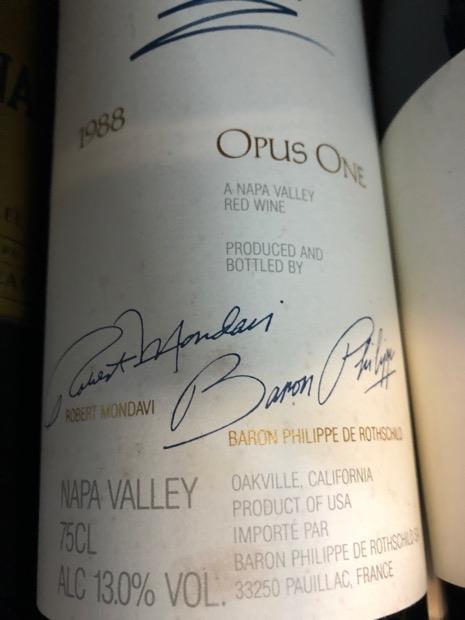 1988
OPUS ONE
A NAPA VALLEY
RED WINE
PRODUCED AND
BOTTLED BY
Robert Mondavi
Baron Philippe
ROBERT MONDAVI
BARON PHILIPPE DE ROTHSCHILD
NAPA VALLEY
75CL
ALC 13.0% VOL.
OAKVILLE, CALIFORNIA
PRODUCT OF USA
IMPORTÉ PAR
BARON PHILIPPE DE ROTHSCHILD
33250 PAUILLAC, FRANCE